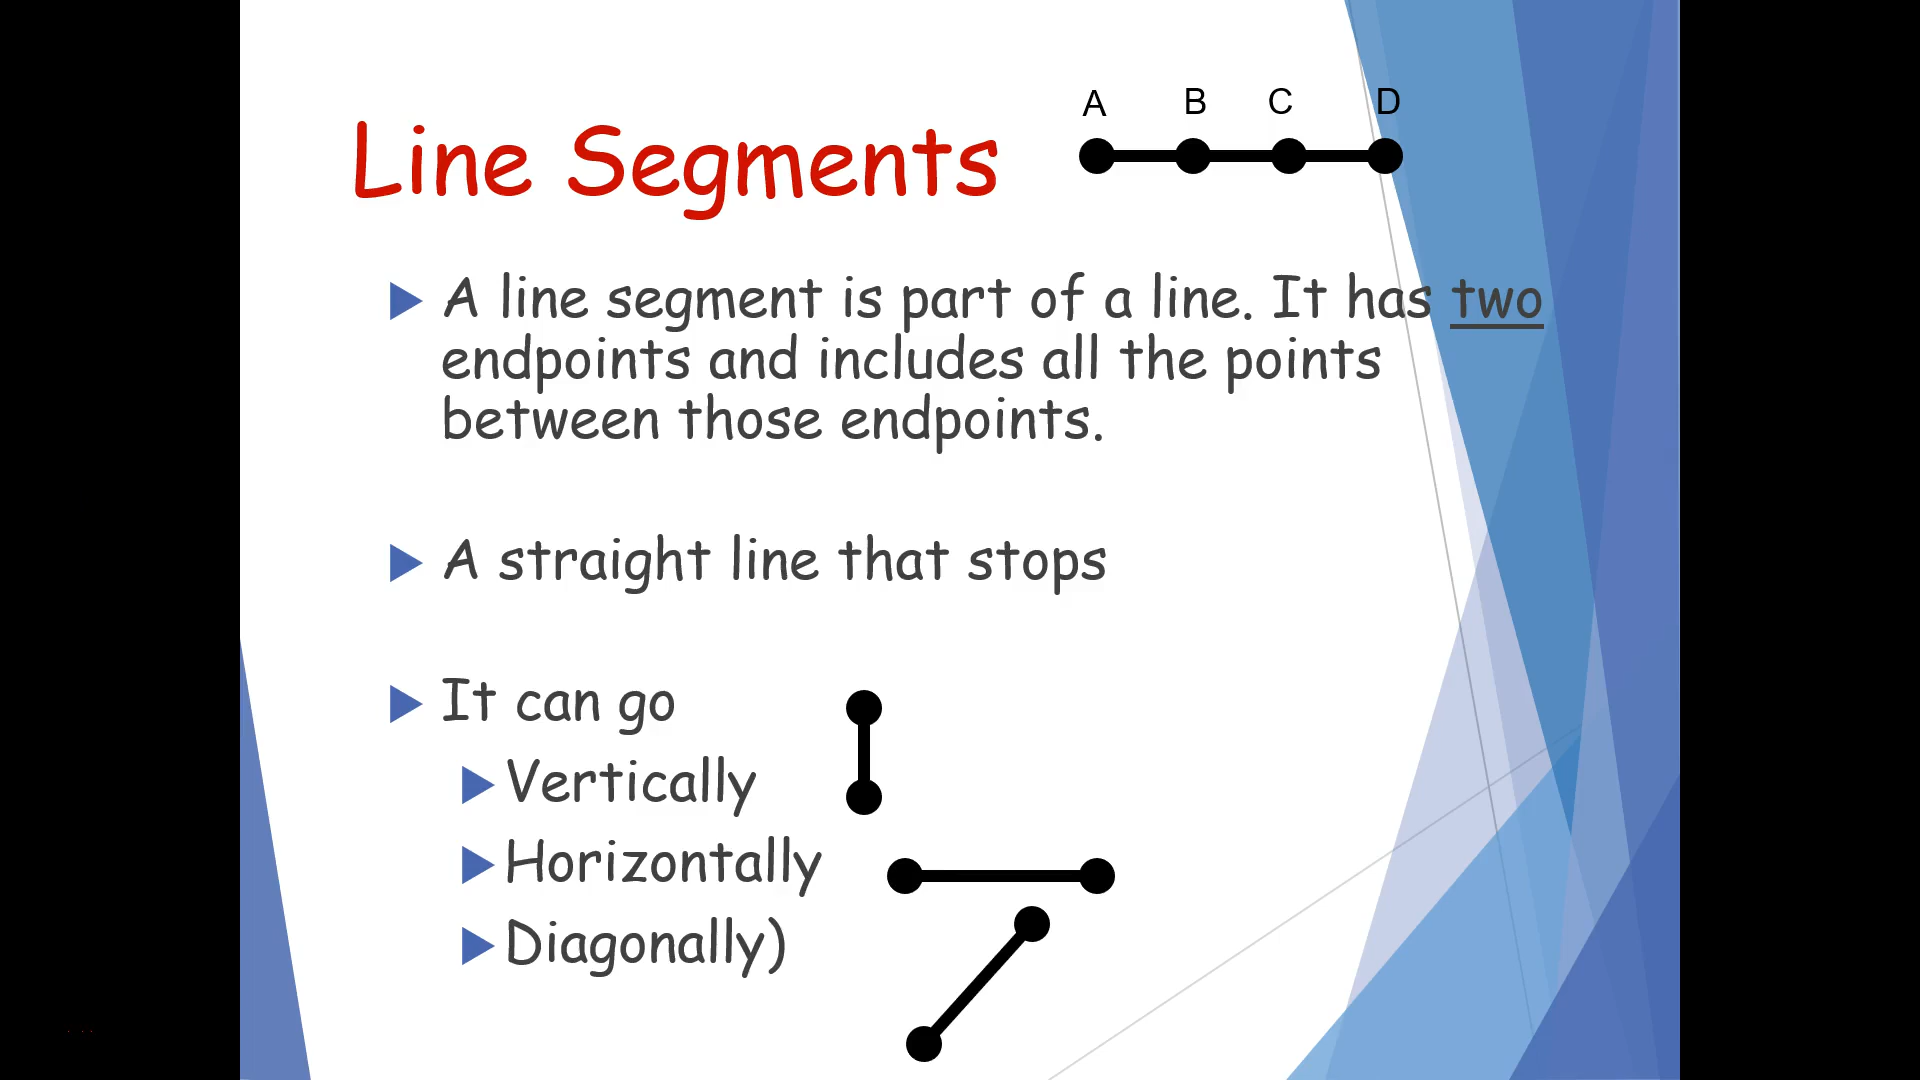 A B C D
Line Segments
A line segment is part of a line. It has two
endpoints and includes all the points
between those endpoints.
A straight line that stops
It can go
Vertically
Horizontally
Diagonally)